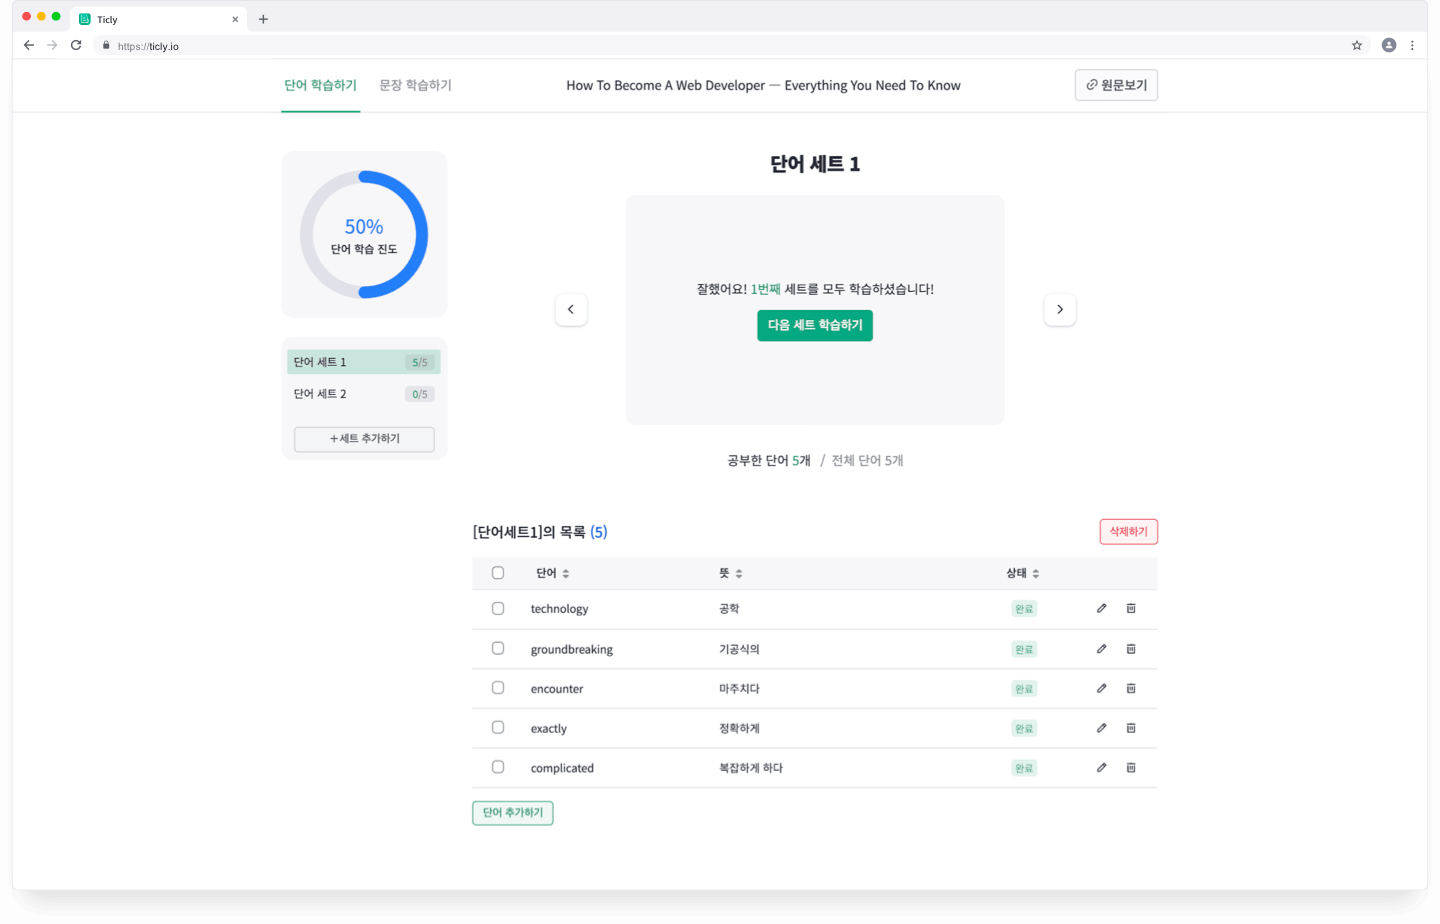 Ticly
https://ticly.io
단어 학습하기
문장 학습하기
How To Become A Web Developer — Everything You Need To Know
원문보기
50%
단어 학습 진도
단어 세트 1 5/5
단어 세트 2 0/5
+ 세트 추가하기
단어 세트 1
잘했어요! 1번째 세트를 모두 학습하셨습니다!
다음 세트 학습하기
공부한 단어 5개 / 전체 단어 5개
[단어세트1]의 목록 (5)
삭제하기
단어 뜻 상태
technology 공학 완료
groundbreaking 기공식의 완료
encounter 마주치다 완료
exactly 정확하게 완료
complicated 복잡하게 하다 완료
단어 추가하기